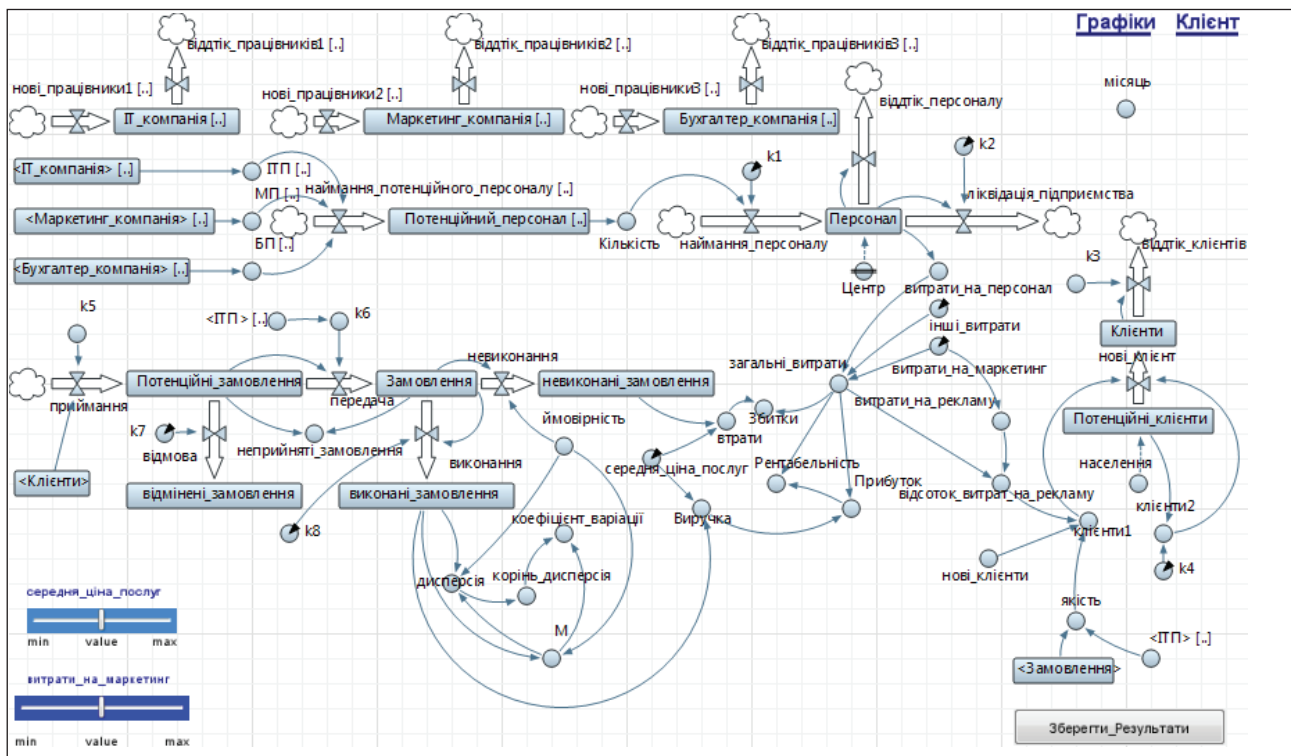 Графіки Клієнт
відтік_працівників1 [..]
відтік_працівників2 [..]
відтік_працівників3 [..]
нові_працівники1 [..]
нові_працівники2 [..]
нові_працівники3 [..]
відтік_персоналу
місяць
ІТ_компанія [..]
Маркетинг_компанія [..]
Бухгалтер_компанія [..]
<ІТ_компанія> [..]
ІТП [..]
k1
k2
МП [..]
наймання_потенційного_персоналу [..]
ліквідація_підприємства
<Маркетинг_компанія> [..]
Потенційний_персонал [..]
Персонал
БП [..]
Кількість
наймання_персоналу
відтік_клієнтів
<Бухгалтер_компанія> [..]
k3
Центр
витрати_на_персонал
k5
<ІТП> [..]
k6
інші_витрати
Клієнти
невиконання
загальні_витрати
нові_клієнт
витрати_на_маркетинг
Потенційні_замовлення
Замовлення
невиконані_замовлення
приймання
передача
витрати_на_рекламу
ймовірність
Збитки
втрати
Потенційні_клієнти
k7
відмова
неприйняті_замовлення
виконання
середня_ціна_послуг
Рентабельність
населення
<Клієнти>
відмінені_замовлення
виконані_замовлення
Прибуток
відсоток_витрат_на_рекламу
k8
коефіцієнт_варіації
Виручка
клієнти2
клієнти1
дисперсія
корінь_дисперсія
нові_клієнти
k4
середня_ціна_послуг
якість
min value max
М
<ІТП> [..]
<Замовлення>
витрати_на_маркетинг
min value max
Зберегти_Результати